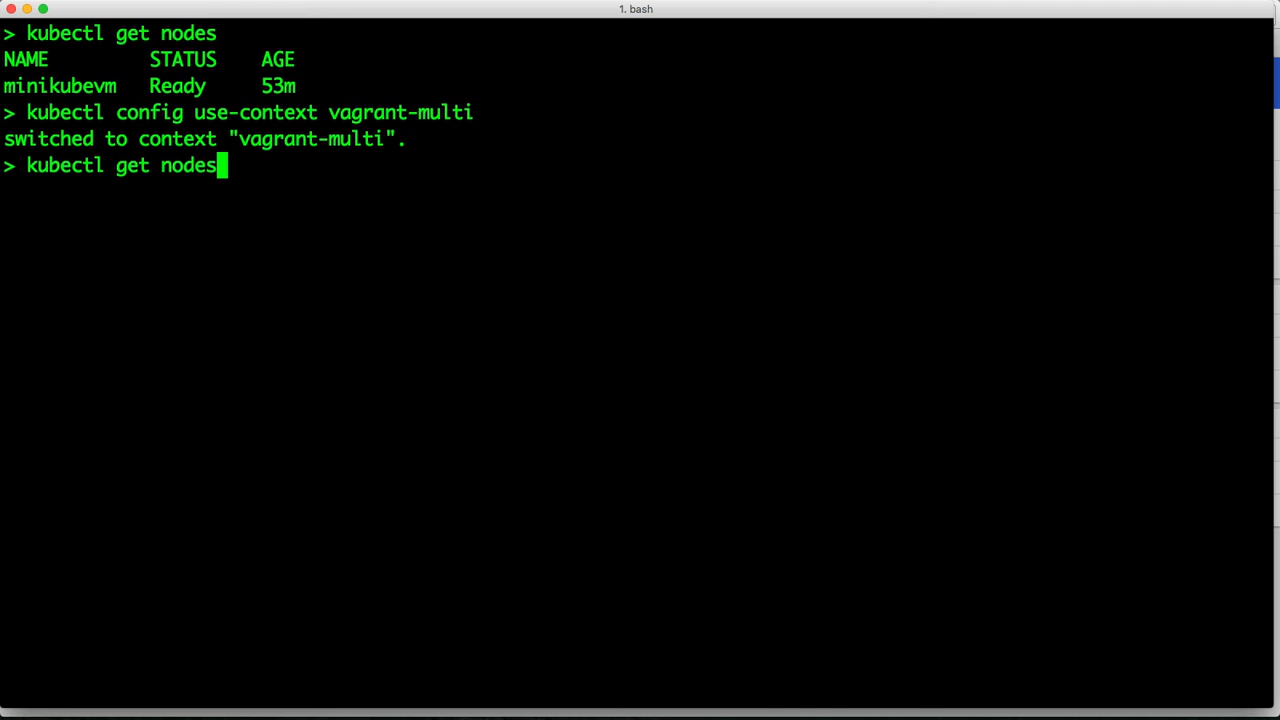 1. bash
> kubectl get nodes
NAME STATUS AGE
minikubevm Ready 53m
> kubectl config use-context vagrant-multi
switched to context "vagrant-multi".
> kubectl get nodes